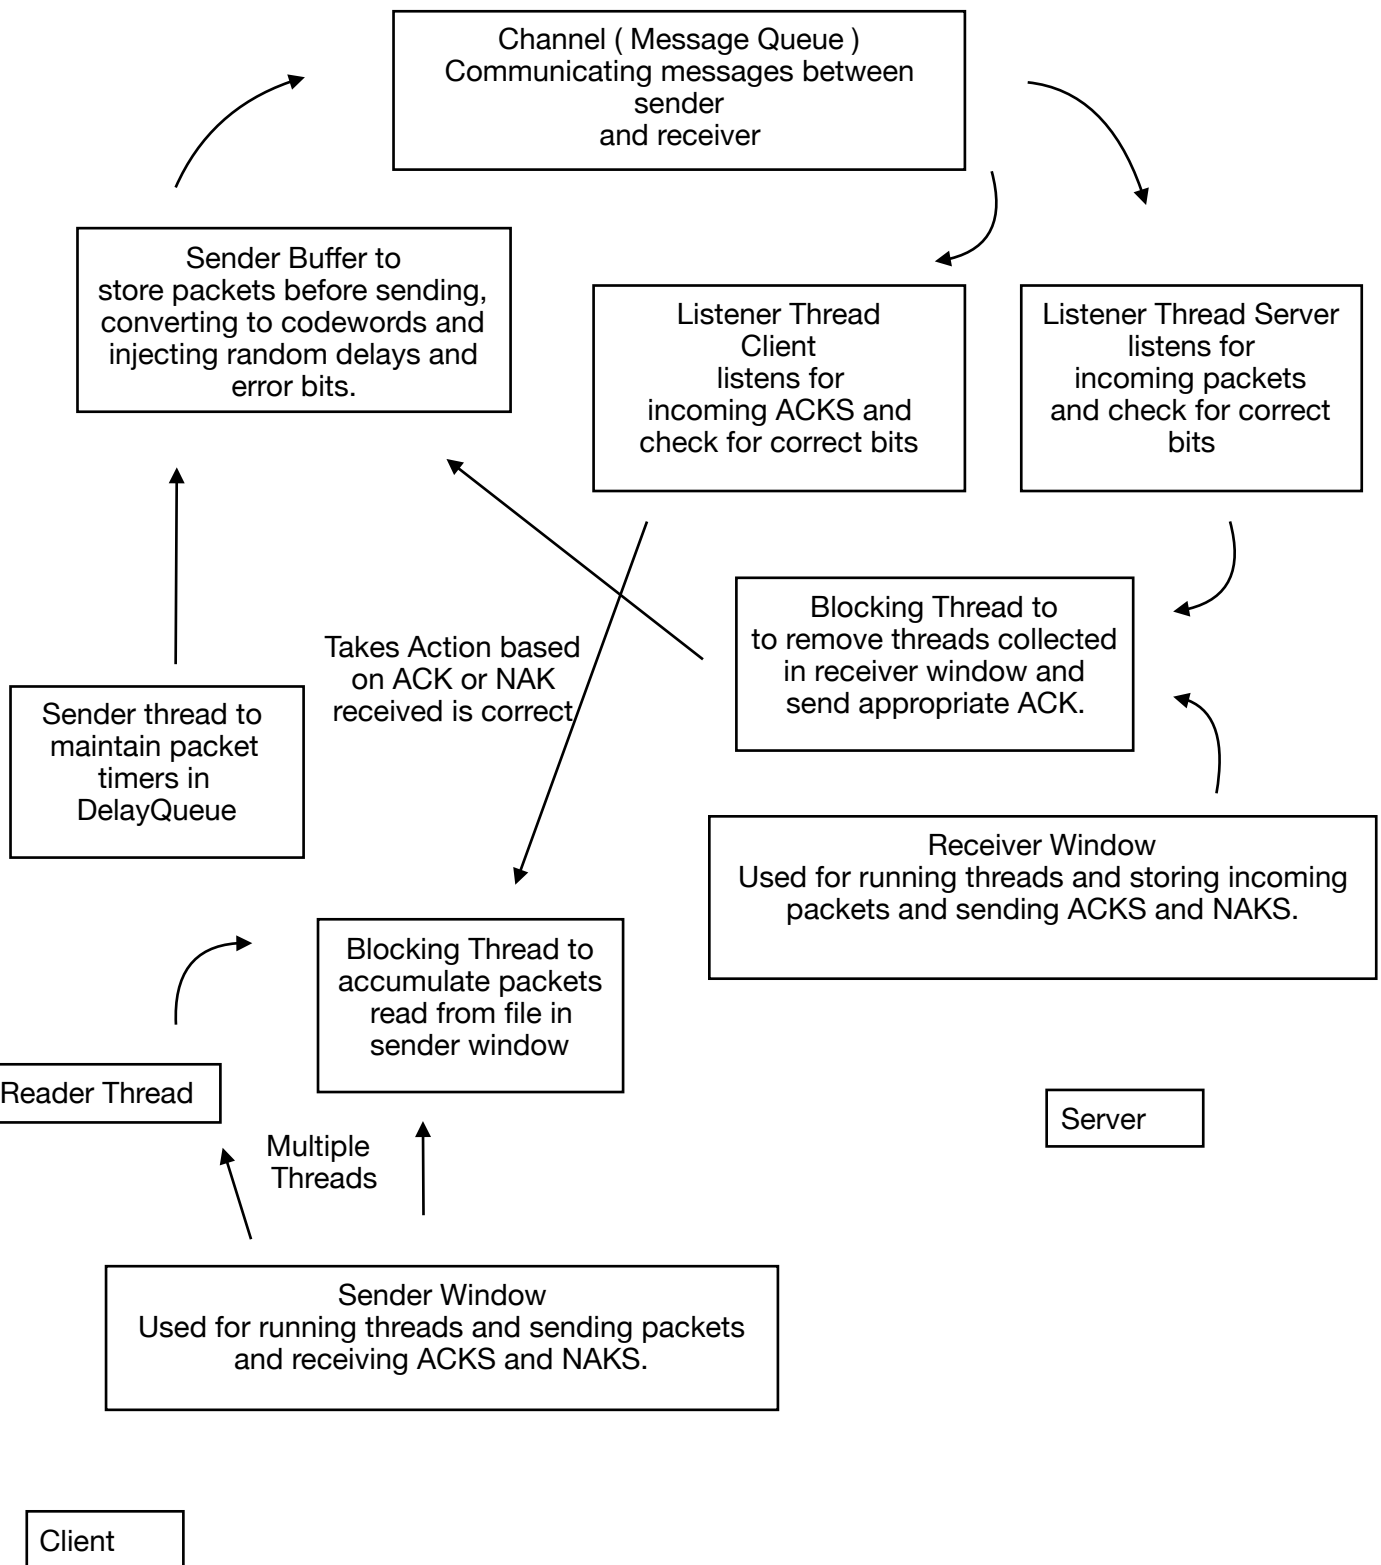 Channel ( Message Queue )
Communicating messages between
sender
and receiver
Sender Buffer to
store packets before sending,
converting to codewords and
injecting random delays and
error bits.
Listener Thread
Client
listens for
incoming ACKS and
check for correct bits
Listener Thread Server
listens for
incoming packets
and check for correct
bits
Blocking Thread to
to remove threads collected
in receiver window and
send appropriate ACK.
Takes Action based
on ACK or NAK
received is correct
Sender thread to
maintain packet
timers in
DelayQueue
Receiver Window
Used for running threads and storing incoming
packets and sending ACKS and NAKS.
Blocking Thread to
accumulate packets
read from file in
sender window
Reader Thread
Server
Multiple
Threads
Sender Window
Used for running threads and sending packets
and receiving ACKS and NAKS.
Client